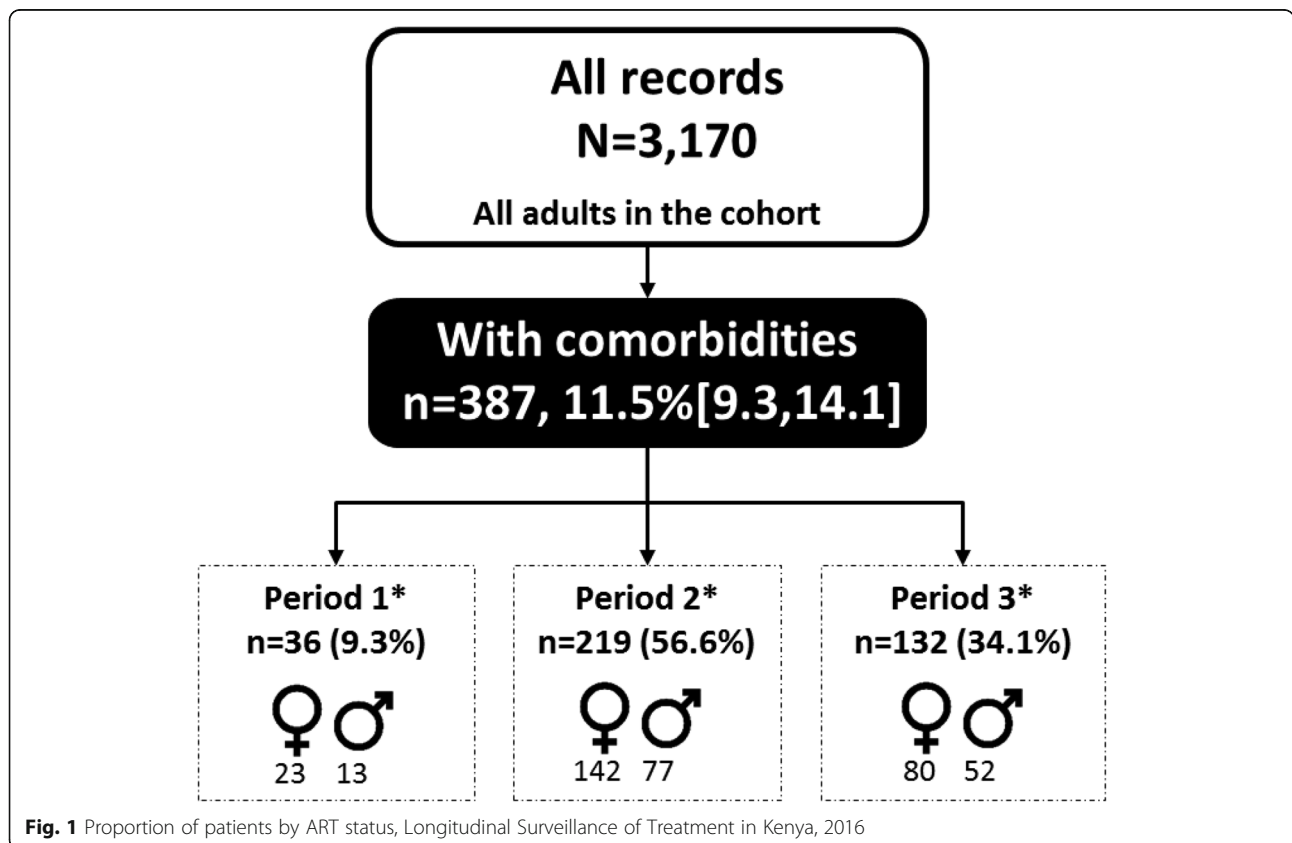 All records
N=3,170
All adults in the cohort
With comorbidities
n=387, 11.5%[9.3,14.1]
Period 1*
n=36 (9.3%)
23 13
Period 2*
n=219 (56.6%)
142 77
Period 3*
n=132 (34.1%)
80 52
Fig. 1 Proportion of patients by ART status, Longitudinal Surveillance of Treatment in Kenya, 2016